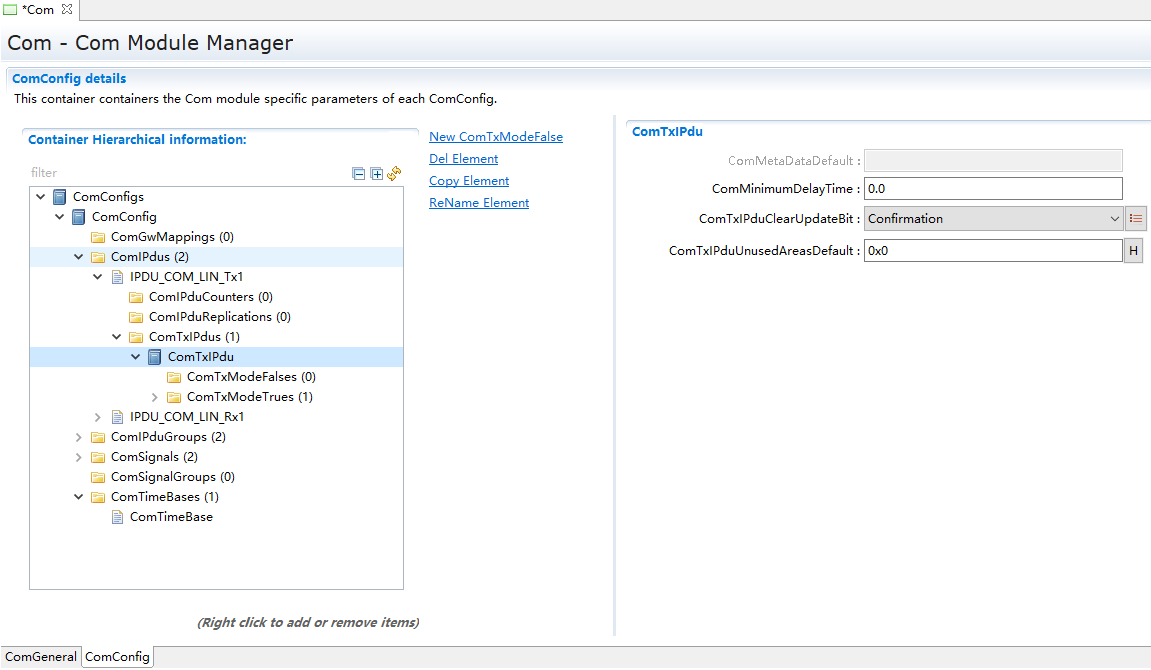 *Com
Com - Com Module Manager
ComConfig details
This container containers the Com module specific parameters of each ComConfig.
Container Hierarchical information:
filter
ComConfigs
ComConfig
ComGwMappings (0)
ComIPdus (2)
IPDU_COM_LIN_Tx1
ComIPduCounters (0)
ComIPduReplications (0)
ComTxIPdus (1)
ComTxIPdu
ComTxModeFalses (0)
ComTxModeTrues (1)
IPDU_COM_LIN_Rx1
ComIPduGroups (2)
ComSignals (2)
ComSignalGroups (0)
ComTimeBases (1)
ComTimeBase
(Right click to add or remove items)
New ComTxModeFalse
Del Element
Copy Element
ReName Element
ComTxIPdu
ComMetaDataDefault :
ComMinimumDelayTime : 0.0
ComTxIPduClearUpdateBit : Confirmation
ComTxIPduUnusedAreasDefault : 0x0 H
ComGeneral ComConfig